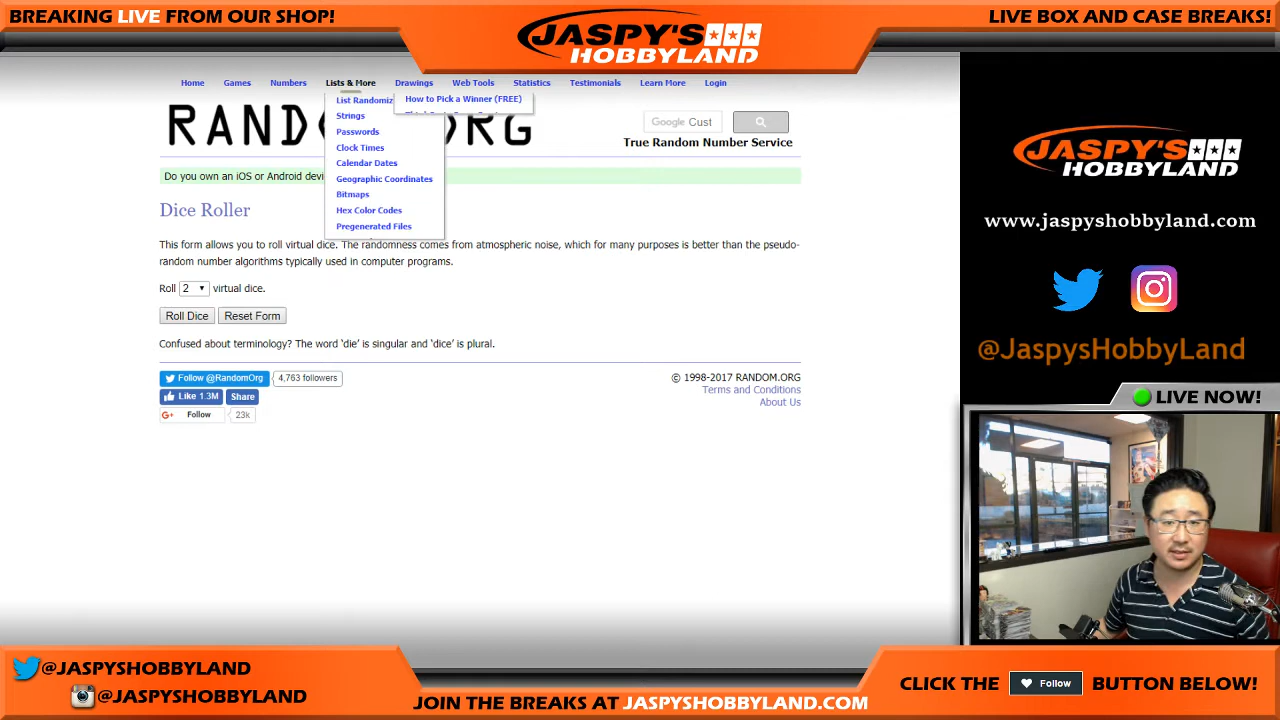 BREAKING LIVE FROM OUR SHOP!
JASPY'S
HOBBYLAND
LIVE BOX AND CASE BREAKS!
Home Games Numbers Lists & More Drawings Web Tools Statistics Testimonials Learn More Login
List Randomiz
How to Pick a Winner (FREE)
Strings
Passwords
Clock Times
Calendar Dates
Geographic Coordinates
Bitmaps
Hex Color Codes
Pregenerated Files
RAND RG
Google Cust
True Random Number Service
Do you own an iOS or Android devi
Dice Roller
This form allows you to roll virtual dice. The randomness comes from atmospheric noise, which for many purposes is better than the pseudo-
random number algorithms typically used in computer programs.
Roll 2 virtual dice.
Roll Dice Reset Form
Confused about terminology? The word ‘die’ is singular and ‘dice’ is plural.
Follow @RandomOrg 4,763 followers
Like 1.3M Share
G+ Follow 23k
© 1998-2017 RANDOM.ORG
Terms and Conditions
About Us
JASPY'S
HOBBYLAND
www.jaspyshobbyland.com
@JaspysHobbyLand
LIVE NOW!
@JASPYSHOBBYLAND
@JASPYSHOBBYLAND
JOIN THE BREAKS AT JASPYSHOBBYLAND.COM
CLICK THE Follow BUTTON BELOW!